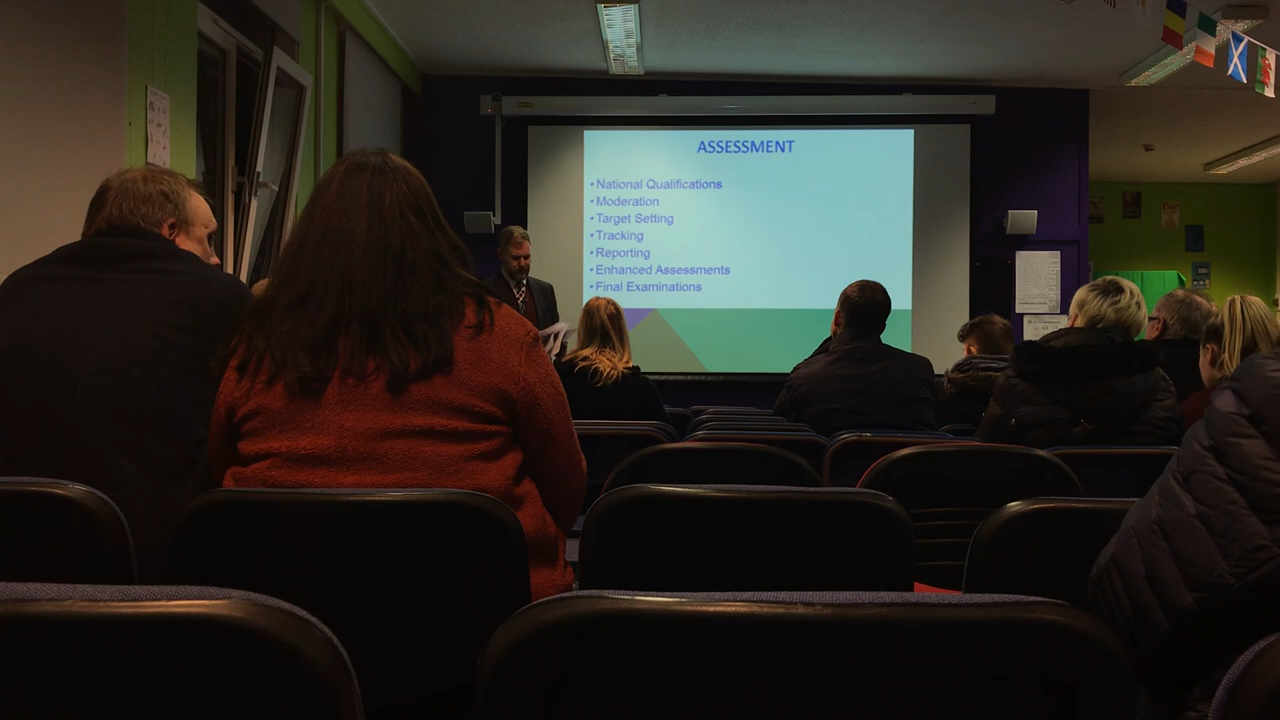 ASSESSMENT
•National Qualifications
•Moderation
•Target Setting
•Tracking
•Reporting
•Enhanced Assessments
•Final Examinations